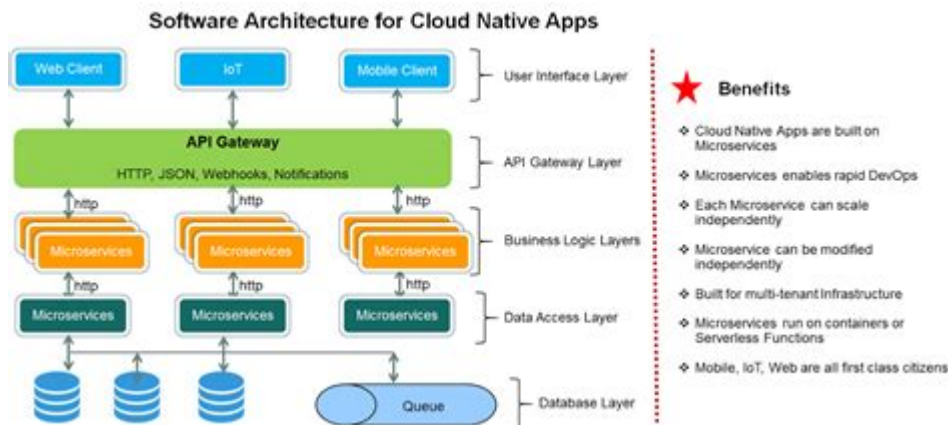 Software Architecture for Cloud Native Apps
Web Client
IoT
Mobile Client
User Interface Layer
API Gateway
HTTP, JSON, Webhooks, Notifications
API Gateway Layer
http
http
http
Microservices
Microservices
Microservices
Business Logic Layers
http
http
http
Microservices
Microservices
Microservices
Data Access Layer
Queue
Database Layer
Benefits
Cloud Native Apps are built on
Microservices
Microservices enables rapid DevOps
Each Microservice can scale
independently
Microservice can be modified
independently
Built for multi-tenant Infrastructure
Microservices run on containers or
Serverless Functions
Mobile, IoT, Web are all first class citizens